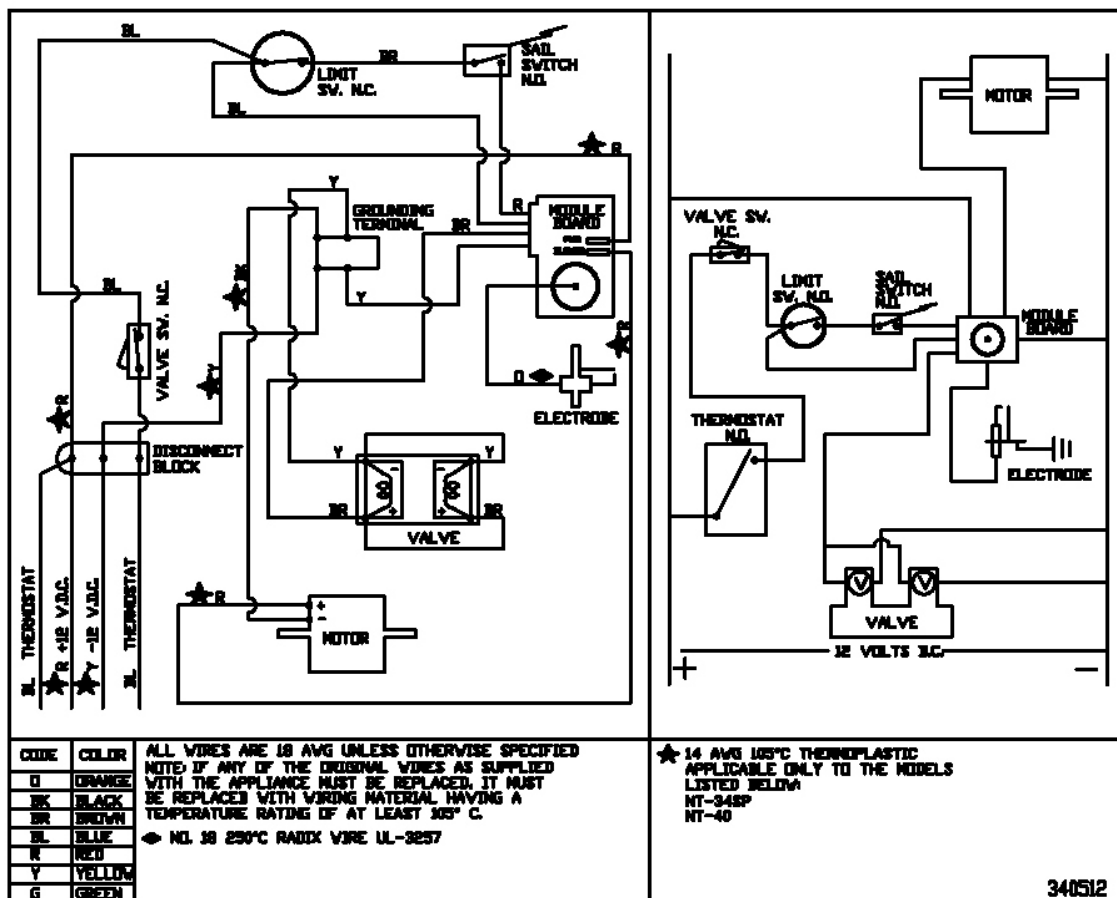 BL
LIMIT
SW. N.C.
BR
SAIL
SWITCH
N.O.
BL
R
Y
GROUNDING
TERMINAL
BR
R
MODULE
BOARD
BL
BK
Y
VALVE SW. N.C.
Y
R
R
O
ELECTRODE
DISCONNECT
BLOCK
Y
Y
60
60
-
-
+
+
BR
BR
VALVE
R
+
-
MOTOR
BL THERMOSTAT
R +12 V.D.C.
Y -12 V.D.C.
BL THERMOSTAT
MOTOR
VALVE SW.
N.C.
LIMIT
SW. N.O.
SAIL
SWITCH
N.O.
MODULE
BOARD
THERMOSTAT
N.O.
ELECTRODE
V
V
VALVE
12 VOLTS D.C.
+
-
CODE COLOR
O ORANGE
BK BLACK
BR BROWN
BL BLUE
R RED
Y YELLOW
G GREEN
ALL WIRES ARE 18 AWG UNLESS OTHERWISE SPECIFIED
NOTE: IF ANY OF THE ORIGINAL WIRES AS SUPPLIED
WITH THE APPLIANCE MUST BE REPLACED, IT MUST
BE REPLACED WITH WIRING MATERIAL HAVING A
TEMPERATURE RATING OF AT LEAST 105° C.
NO. 18 250°C RADIX WIRE UL-3257
14 AWG 105°C THERMOPLASTIC
APPLICABLE ONLY TO THE MODELS
LISTED BELOW:
NT-34SP
NT-40
340512